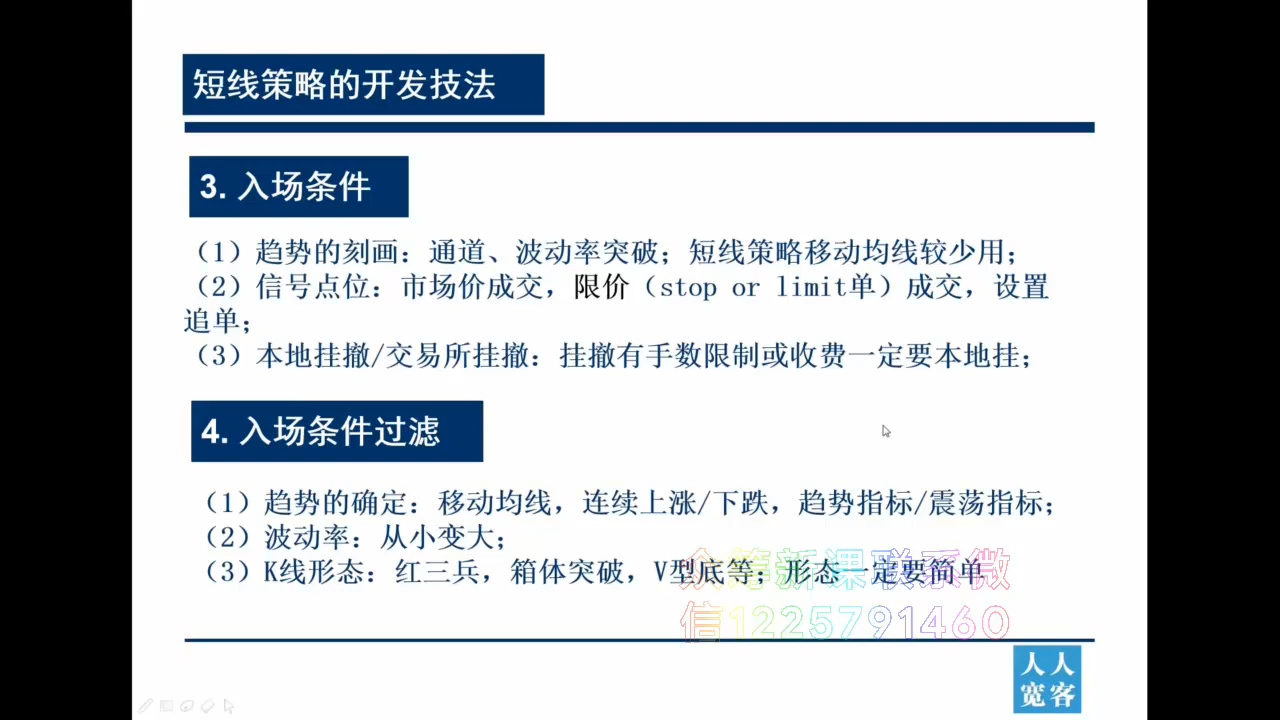 短线策略的开发技法
3. 入场条件
（1）趋势的刻画：通道、波动率突破；短线策略移动均线较少用；
（2）信号点位：市场价成交，限价（stop or limit单）成交，设置
追单；
（3）本地挂撤/交易所挂撤：挂撤有手数限制或收费一定要本地挂；
4. 入场条件过滤
（1）趋势的确定：移动均线，连续上涨/下跌，趋势指标/震荡指标；
（2）波动率：从小变大；
（3）K线形态：红三兵，箱体突破，V型底等；形态一定要简单
众筹新课联系微
信1225791460
人人
宽客